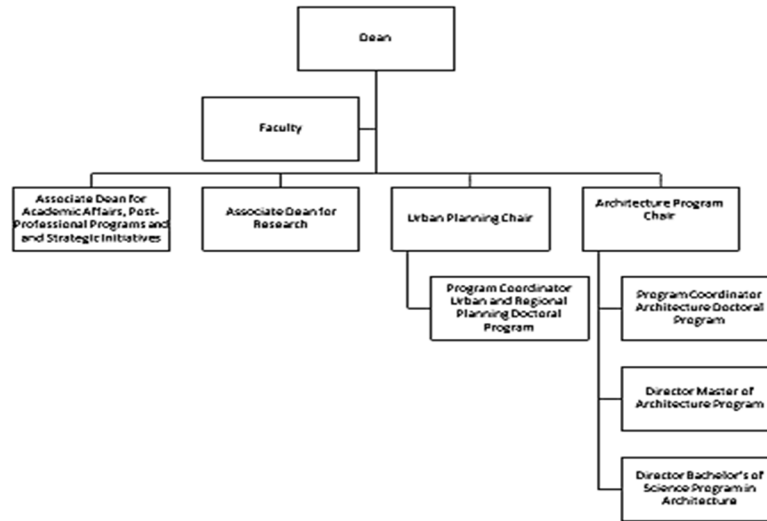 Dean
Faculty
Associate Dean for
Academic Affairs, Post-
Professional Programs and
and Strategic Initiatives
Associate Dean for
Research
Urban Planning Chair
Architecture Program
Chair
Program Coordinator
Urban and Regional
Planning Doctoral
Program
Program Coordinator
Architecture Doctoral
Program
Director Master of
Architecture Program
Director Bachelor's of
Science Program in
Architecture